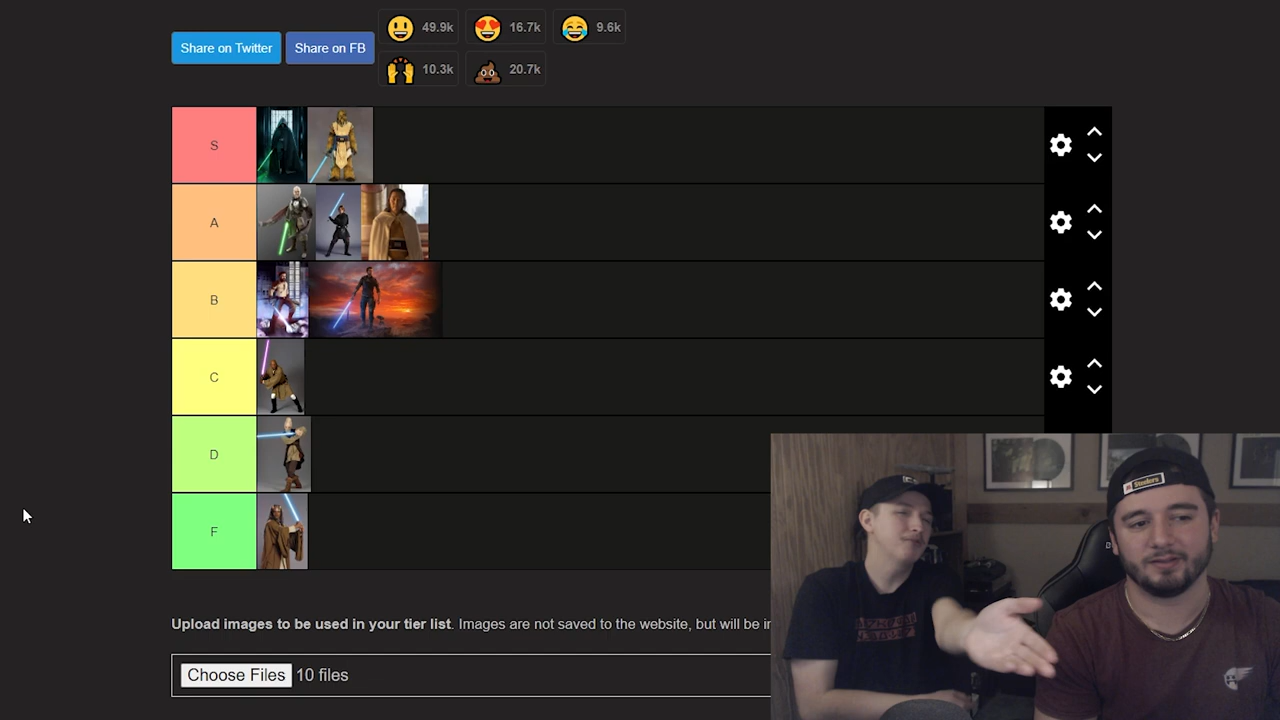 Share on Twitter
Share on FB
49.9k
16.7k
9.6k
10.3k
20.7k
S
A
B
C
D
F
Upload images to be used in your tier list. Images are not saved to the website, but will be in
Choose Files 10 files
Steelers